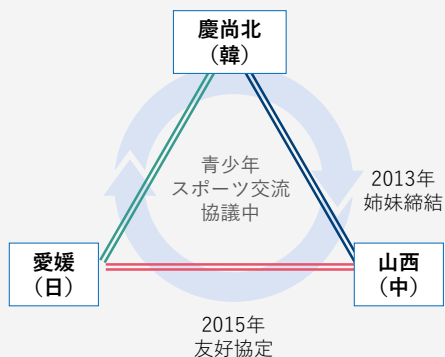 慶尚北
（韓）
青少年
スポーツ交流
協議中
2013年
姉妹締結
愛媛
（日）
山西
（中）
2015年
友好協定